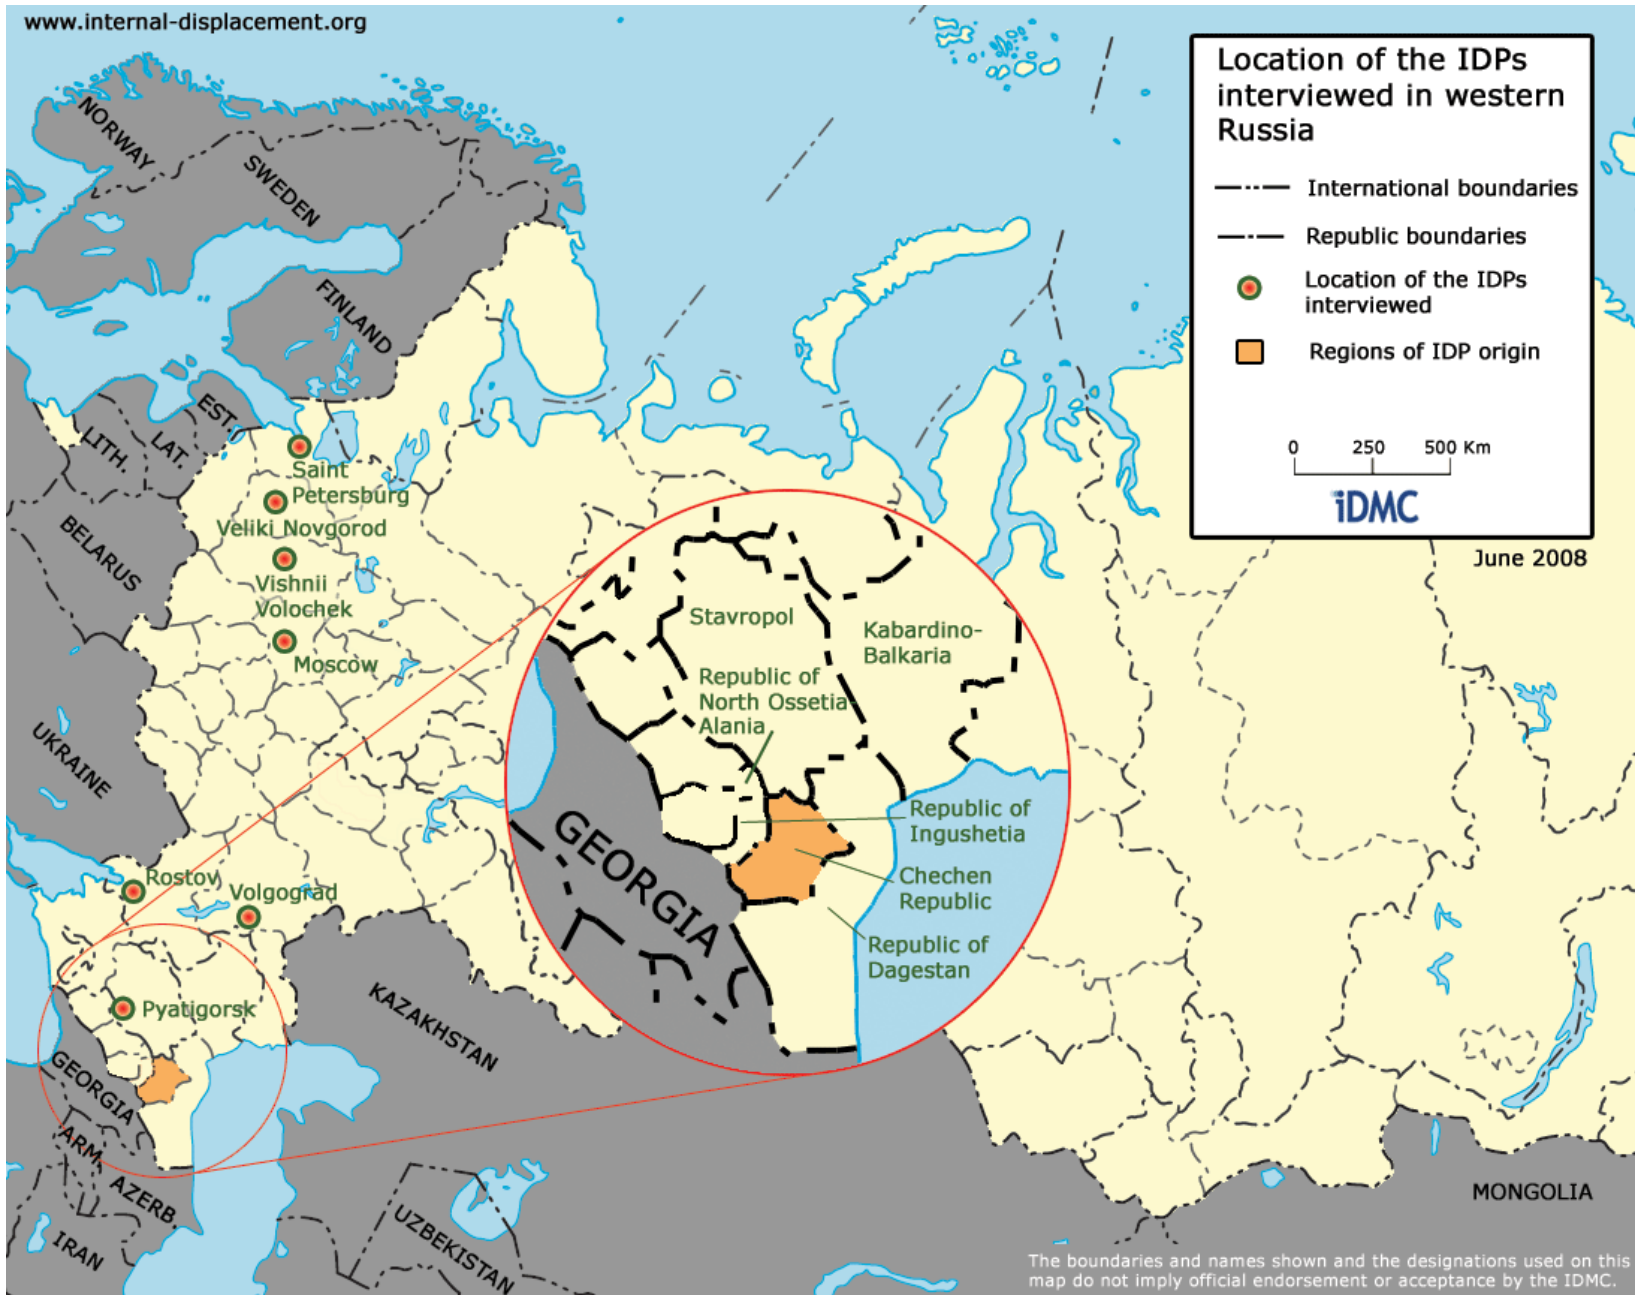 www.internal-displacement.org
Location of the IDPs
interviewed in western
Russia
International boundaries
Republic boundaries
Location of the IDPs
interviewed
Regions of IDP origin
0 250 500 Km
iDMC
June 2008
NORWAY
SWEDEN
FINLAND
EST.
LAT.
LITH.
BELARUS
UKRAINE
Saint
Petersburg
Veliki Novgorod
Vishnii
Volochek
Moscow
Rostov
Volgograd
Pyatigorsk
Stavropol
Kabardino-
Balkaria
Republic of
North Ossetia-
Alania
Republic of
Ingushetia
Chechen
Republic
Republic of
Dagestan
GEORGIA
KAZAKHSTAN
GEORGIA
ARM.
AZERB.
IRAN
UZBEKISTAN
MONGOLIA
The boundaries and names shown and the designations used on this
map do not imply official endorsement or acceptance by the IDMC.